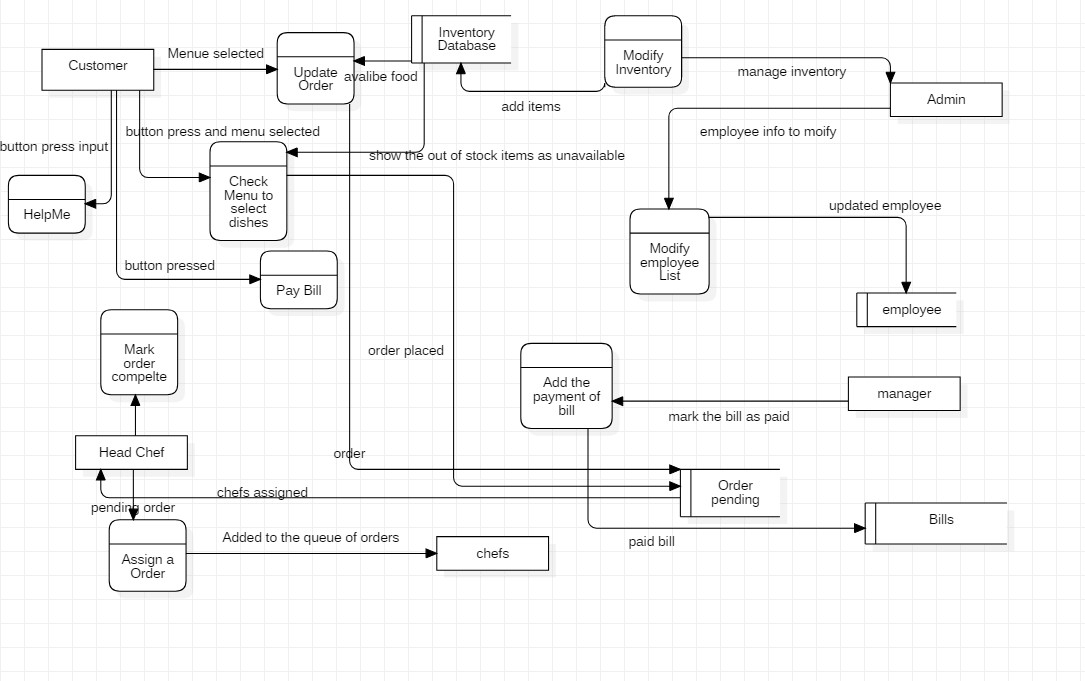 Inventory
Database
Menue selected
Customer
Update
Order
avalibe food
Modify
Inventory
manage inventory
Admin
add items
employee info to moify
button press and menu selected
button press input
show the out of stock items as unavailable
Check
Menu to
select
dishes
HelpMe
updated employee
Modify
employee
List
button pressed
Pay Bill
employee
Mark
order
compelte
order placed
Add the
payment of
bill
manager
mark the bill as paid
Head Chef
order
chefs assigned
Order
pending
pending order
Bills
Added to the queue of orders
paid bill
chefs
Assign a
Order